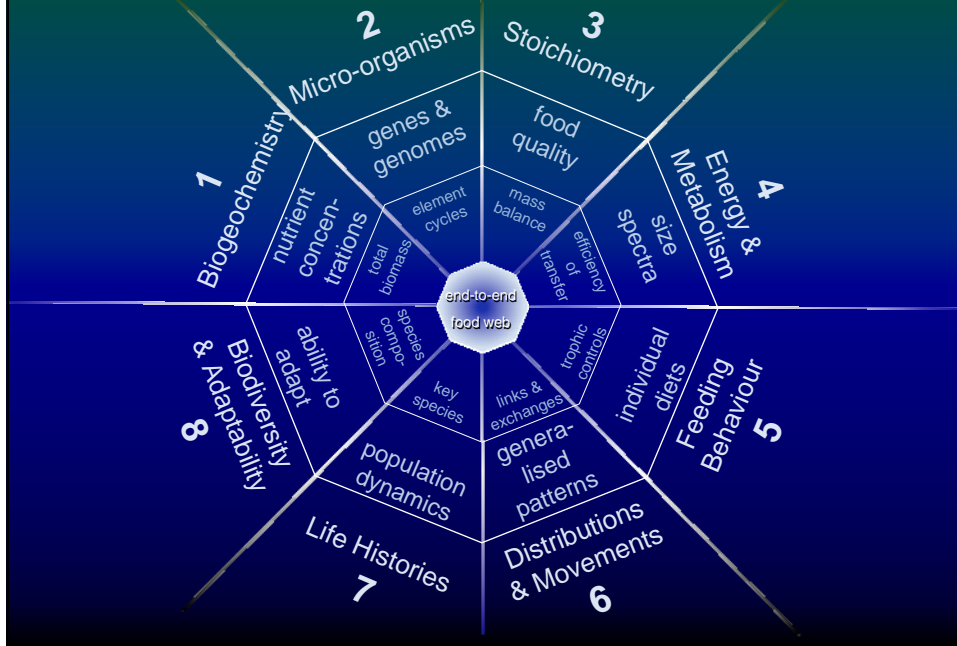 1
Biogeochemistry
nutrient
concen-
trations
total
biomass
2
Micro-organisms
genes &
genomes
element
cycles
3
Stoichiometry
food
quality
mass
balance
4
Energy &
Metabolism
size
spectra
efficiency
of
transfer
5
Feeding
Behaviour
individual
diets
trophic
controls
6
Distributions
& Movements
genera-
lised
patterns
links &
exchanges
7
Life Histories
population
dynamics
key
species
8
Biodiversity
& Adaptability
ability to
adapt
species
compo-
sition
end-to-end
food web